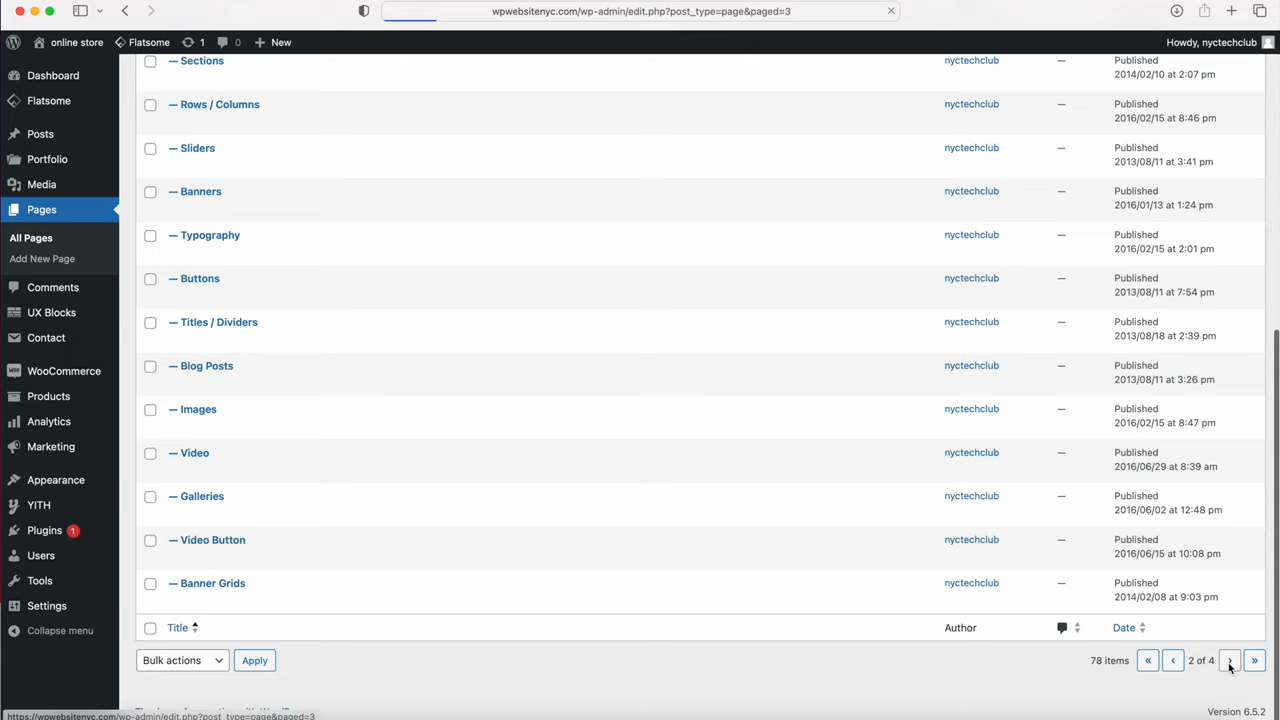 wpwebsitenyc.com/wp-admin/edit.php?post_type=page&paged=3
online store
Flatsome
1
0
New
Howdy, nyctechclub
Dashboard
Flatsome
Posts
Portfolio
Media
Pages
All Pages
Add New Page
Comments
UX Blocks
Contact
WooCommerce
Products
Analytics
Marketing
Appearance
YITH
Plugins 1
Users
Tools
Settings
Collapse menu
— Sections nyctechclub — Published
2014/02/10 at 2:07 pm
— Rows / Columns nyctechclub — Published
2016/02/15 at 8:46 pm
— Sliders nyctechclub — Published
2013/08/11 at 3:41 pm
— Banners nyctechclub — Published
2016/01/13 at 1:24 pm
— Typography nyctechclub — Published
2016/02/15 at 2:01 pm
— Buttons nyctechclub — Published
2013/08/11 at 7:54 pm
— Titles / Dividers nyctechclub — Published
2013/08/18 at 2:39 pm
— Blog Posts nyctechclub — Published
2013/08/11 at 3:26 pm
— Images nyctechclub — Published
2016/02/15 at 8:47 pm
— Video nyctechclub — Published
2016/06/29 at 8:39 am
— Galleries nyctechclub — Published
2016/06/02 at 12:48 pm
— Video Button nyctechclub — Published
2016/06/15 at 10:08 pm
— Banner Grids nyctechclub — Published
2014/02/08 at 9:03 pm
Title Author Date
Bulk actions Apply 78 items « ‹ 2 of 4 › »
Version 6.5.2
https://wpwebsitenyc.com/wp-admin/edit.php?post_type=page&paged=3